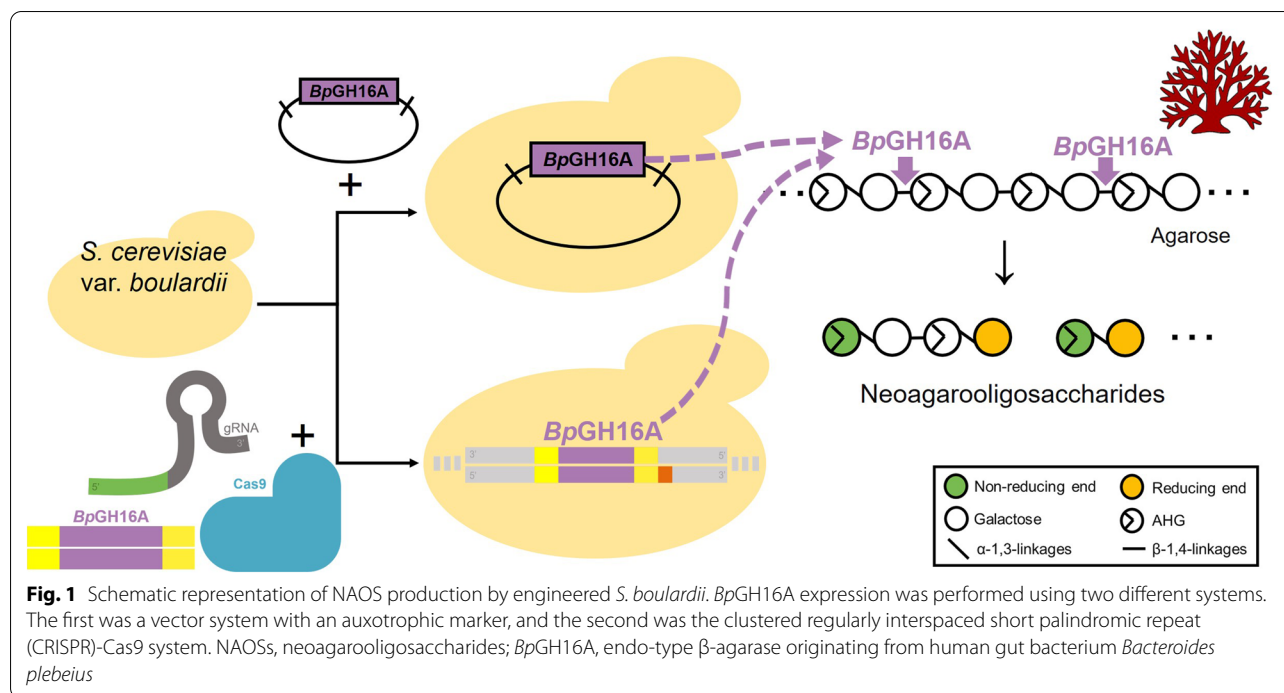 BpGH16A
+
BpGH16A
BpGH16A
BpGH16A
Agarose
S. cerevisiae
var. boulardii
Neoagarooligosaccharides
gRNA
3'
5'
+
Cas9
BpGH16A
BpGH16A
3'
5'
5'
3'
Non-reducing end
Reducing end
Galactose
AHG
α-1,3-linkages
β-1,4-linkages
Fig. 1 Schematic representation of NAOS production by engineered S. boulardii. BpGH16A expression was performed using two different systems.
The first was a vector system with an auxotrophic marker, and the second was the clustered regularly interspaced short palindromic repeat
(CRISPR)-Cas9 system. NAOSs, neoagarooligosaccharides; BpGH16A, endo-type β-agarase originating from human gut bacterium Bacteroides
plebeius